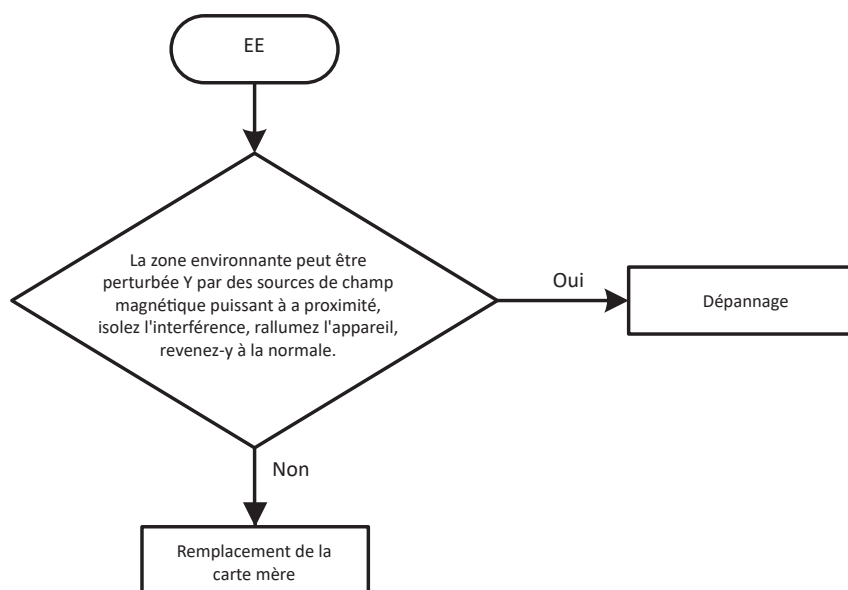 EE
La zone environnante peut être
perturbée Y par des sources de champ
magnétique puissant à a proximité,
isolez l'interférence, rallumez l'appareil,
revenez-y à la normale.
Oui
Dépannage
Non
Remplacement de la
carte mère